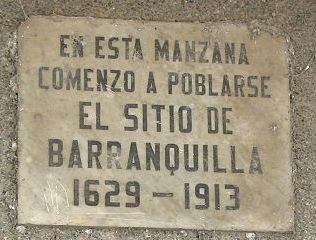 EN ESTA MANZANA
COMENZO A POBLARSE
EL SITIO DE
BARRANQUILLA
1629 - 1913